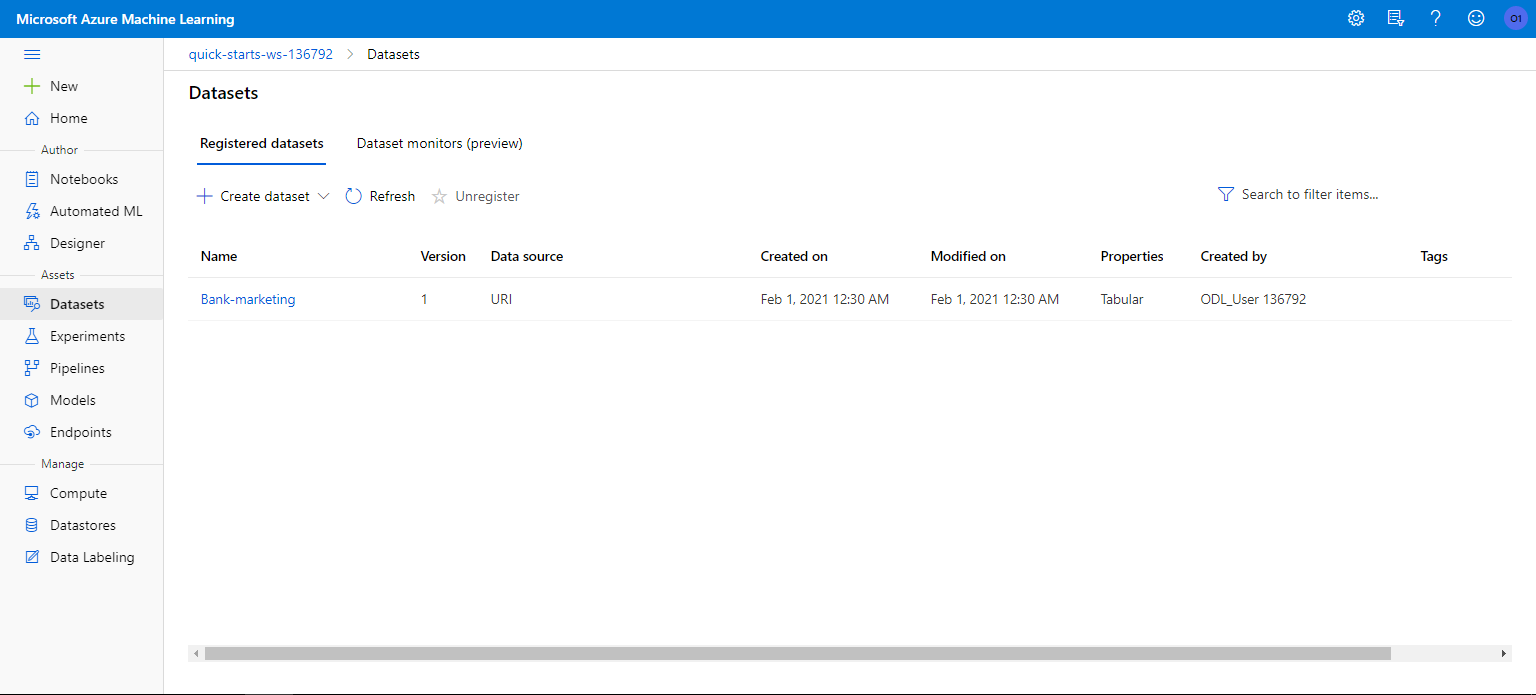 Microsoft Azure Machine Learning
O1
quick-starts-ws-136792 > Datasets
New
Home
Author
Notebooks
Automated ML
Designer
Assets
Datasets
Experiments
Pipelines
Models
Endpoints
Manage
Compute
Datastores
Data Labeling
Datasets
Registered datasets Dataset monitors (preview)
Create dataset Refresh Unregister Search to filter items...
Name Version Data source Created on Modified on Properties Created by Tags
Bank-marketing 1 URI Feb 1, 2021 12:30 AM Feb 1, 2021 12:30 AM Tabular ODL_User 136792